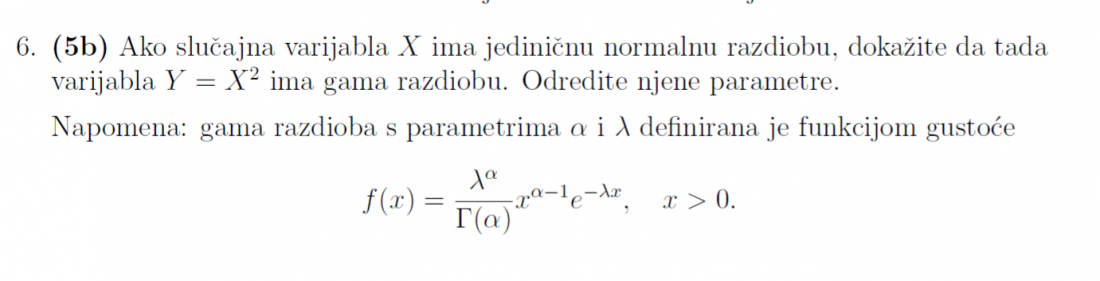 6. (5b) Ako slučajna varijabla X ima jediničnu normalnu razdiobu, dokažite da tada
varijabla Y = X² ima gama razdiobu. Odredite njene parametre.
Napomena: gama razdioba s parametrima α i λ definirana je funkcijom gustoće
f(x) = \frac{λ^α}{Γ(α)} x^{α−1} e^{−λx}, x > 0.